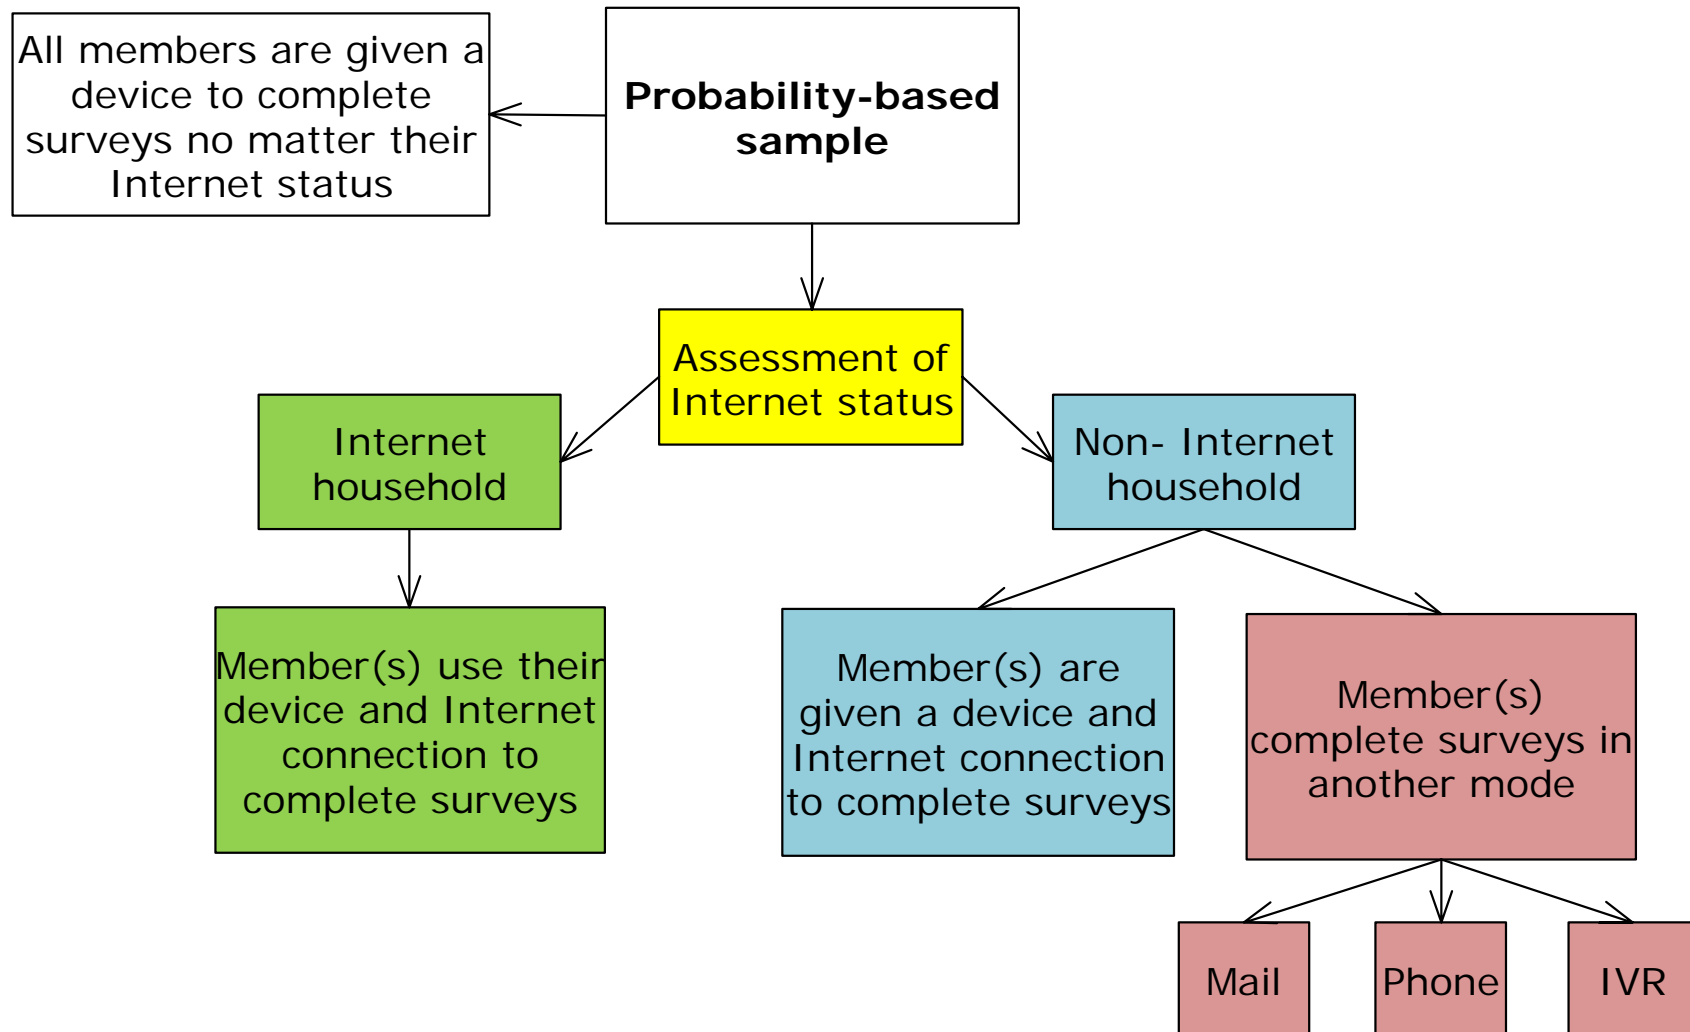 All members are given a
device to complete
surveys no matter their
Internet status
Probability-based
sample
Assessment of
Internet status
Internet
household
Non- Internet
household
Member(s) use their
device and Internet
connection to
complete surveys
Member(s) are
given a device and
Internet connection
to complete surveys
Member(s)
complete surveys in
another mode
Mail
Phone
IVR